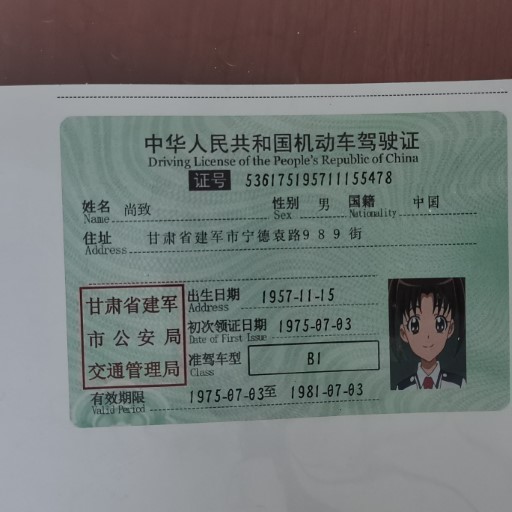 中华人民共和国机动车驾驶证
Driving License of the People's Republic of China
证号 536175195711155478
姓名 尚致 性别 男 国籍 中国
Name Sex Nationality
住址 甘肃省建军市宁德袁路989街
Address
甘肃省建军
市公安局
交通管理局
出生日期 1957-11-15
Address
初次领证日期 1975-07-03
Date of First Issue
准驾车型 B1
Class
有效期限 1975-07-03至 1981-07-03
Valid Period